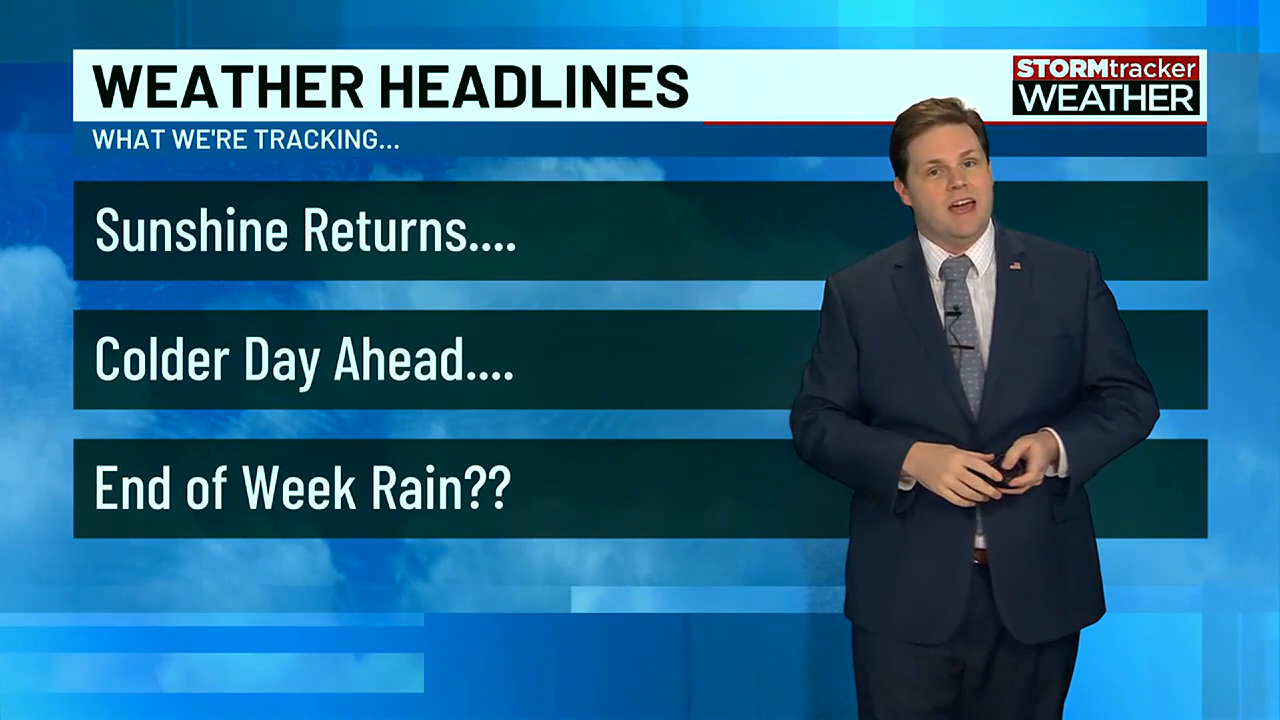 WEATHER HEADLINES
STORMtracker
WEATHER
WHAT WE'RE TRACKING...
Sunshine Returns....
Colder Day Ahead....
End of Week Rain??